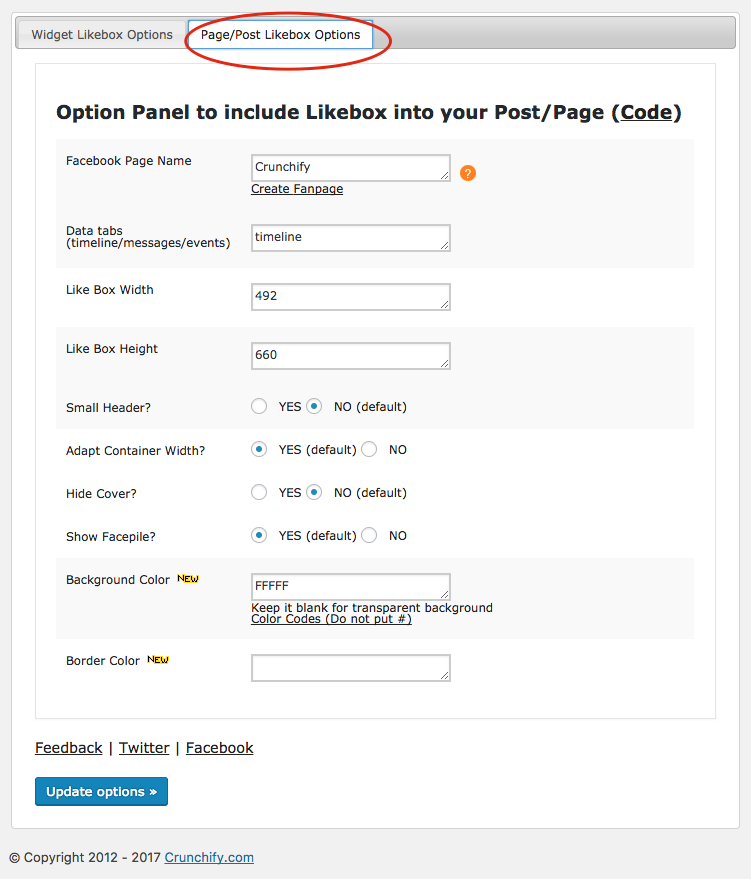 Widget Likebox Options Page/Post Likebox Options
Option Panel to include Likebox into your Post/Page (Code)
Facebook Page Name Crunchify ?
Create Fanpage
Data tabs
(timeline/messages/events) timeline
Like Box Width 492
Like Box Height 660
Small Header? YES NO (default)
Adapt Container Width? YES (default) NO
Hide Cover? YES NO (default)
Show Facepile? YES (default) NO
Background Color NEW FFFFF
Keep it blank for transparent background
Color Codes (Do not put #)
Border Color NEW
Feedback | Twitter | Facebook
Update options »
© Copyright 2012 - 2017 Crunchify.com